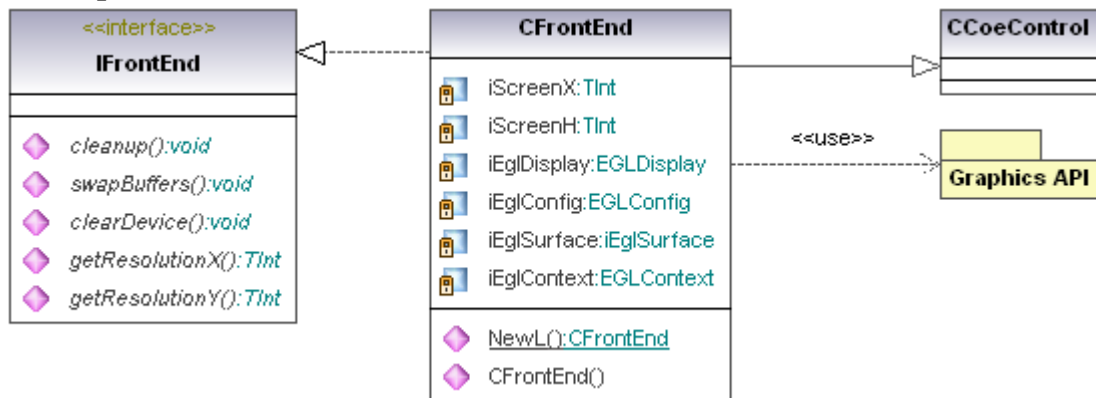 <<interface>>
IFrontEnd
cleanup():void
swapBuffers():void
clearDevice():void
getResolutionX():TInt
getResolutionY():TInt
CFrontEnd
iScreenX:TInt
iScreenH:TInt
iEglDisplay:EGLDisplay
iEglConfig:EGLConfig
iEglSurface:iEglSurface
iEglContext:EGLContext
NewL():CFrontEnd
CFrontEnd()
CCoeControl
<<use>>
Graphics API